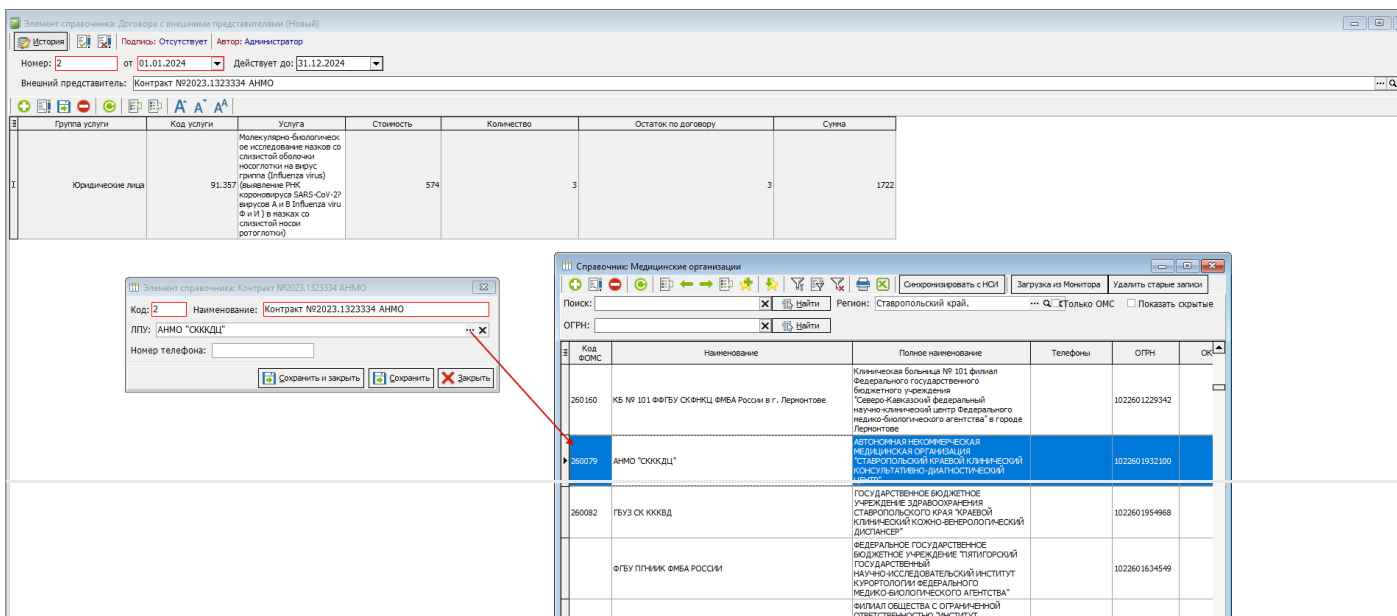 Элемент справочника: Договора с внешними представителями (Новый)
История Подпись: Отсутствует Автор: Администратор
Номер: 2 от 01.01.2024 Действует до: 31.12.2024
Внешний представитель: Контракт №2023.1323334 АНМО
Группа услуги Код услуги Услуга Стоимость Количество Остаток по договору Сумма
Молекулярно-биологическ
ое исследование мазков со
слизистой оболочки
носоглотки на вирус
гриппа (Influenza virus)
Юридические лица 91.357 (выявление РНК 574 3 3 1722
короновируса SARS-CoV-2?
вирусов А и В Influenza viru
Ф и И ) в мазках со
слизистой носои
ротоглотки)
Элемент справочника: Контракт №2023.1323334 АНМО
Код: 2 Наименование: Контракт №2023.1323334 АНМО
ЛПУ: АНМО "СКККДЦ"
Номер телефона:
Сохранить и закрыть Сохранить Закрыть
Справочник: Медицинские организации
Синхронизировать с НСИ Загрузка из Монитора Удалить старые записи
Поиск: Найти Регион: Ставропольский край. Только ОМС Показать скрытые
ОГРН: Найти
Код
ФОМС Наименование Полное наименование Телефоны ОГРН ОК
Клиническая больница № 101 филиал
Федерального государственного
бюджетного учреждения
260160 КБ № 101 ФФГБУ СКФНКЦ ФМБА России в г. Лермонтове "Северо-Кавказский федеральный 1022601229342
научно-клинический центр Федерального
медико-биологического агентства" в городе
Лермонтове
АВТОНОМНАЯ НЕКОММЕРЧЕСКАЯ
МЕДИЦИНСКАЯ ОРГАНИЗАЦИЯ
260079 АНМО "СКККДЦ" "СТАВРОПОЛЬСКИЙ КРАЕВОЙ КЛИНИЧЕСКИЙ 1022601932100
КОНСУЛЬТАТИВНО-ДИАГНОСТИЧЕСКИЙ
ЦЕНТР"
ГОСУДАРСТВЕННОЕ БЮДЖЕТНОЕ
УЧРЕЖДЕНИЕ ЗДРАВООХРАНЕНИЯ
260082 ГБУЗ СК ККВД СТАВРОПОЛЬСКОГО КРАЯ "КРАЕВОЙ 1022601954968
КЛИНИЧЕСКИЙ КОЖНО-ВЕНЕРОЛОГИЧЕСКИЙ
ДИСПАНСЕР"
ФЕДЕРАЛЬНОЕ ГОСУДАРСТВЕННОЕ
БЮДЖЕТНОЕ УЧРЕЖДЕНИЕ "ПЯТИГОРСКИЙ
ГОСУДАРСТВЕННЫЙ
ФГБУ ПГНИИК ФМБА РОССИИ НАУЧНО-ИССЛЕДОВАТЕЛЬСКИЙ ИНСТИТУТ 1022601634549
КУРОРТОЛОГИИ ФЕДЕРАЛЬНОГО
МЕДИКО-БИОЛОГИЧЕСКОГО АГЕНТСТВА"
ФИЛИАЛ ОБЩЕСТВА С ОГРАНИЧЕННОЙ
ОТВЕТСТВЕННОСТЬЮ "ИНСТИТУТ